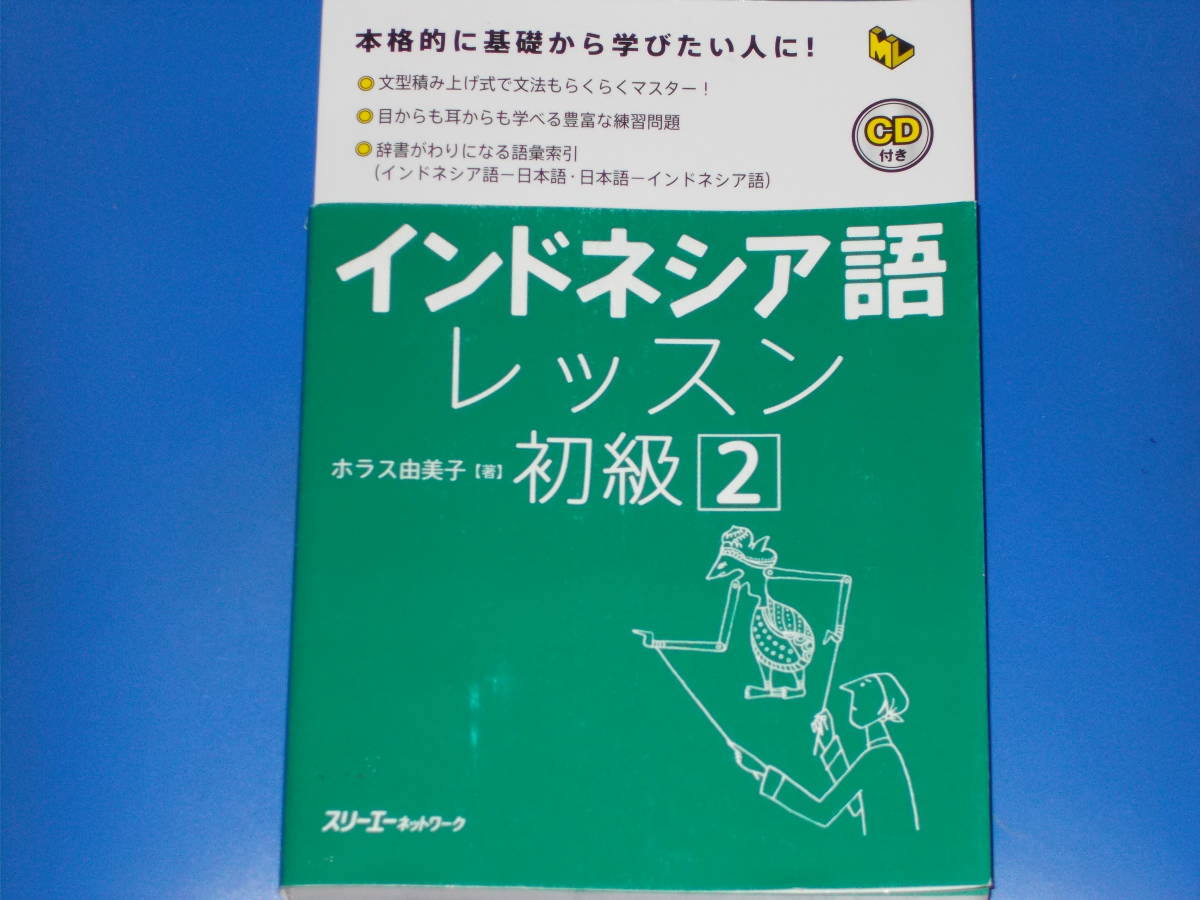 本格的に基礎から学びたい人に!
ML
文型積み上げ式で文法もらくらくマスター!
目からも耳からも学べる豊富な練習問題
辞書がわりになる語彙索引
(インドネシア語ー日本語・日本語ーインドネシア語)
CD
付き
インドネシア語
レッスン
初級2
ホラス由美子【著】
スリーエーネットワーク